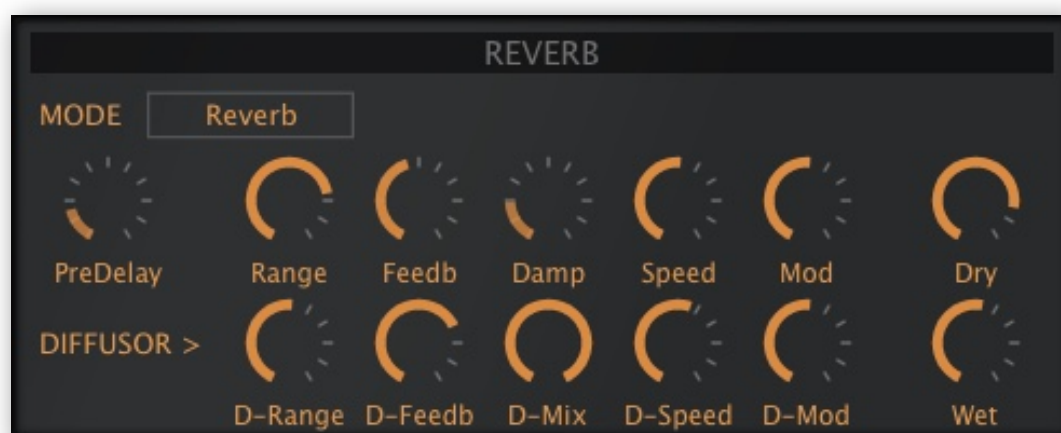 REVERB
MODE Reverb
PreDelay Range Feedb Damp Speed Mod Dry
DIFFUSOR >
D-Range D-Feedb D-Mix D-Speed D-Mod Wet